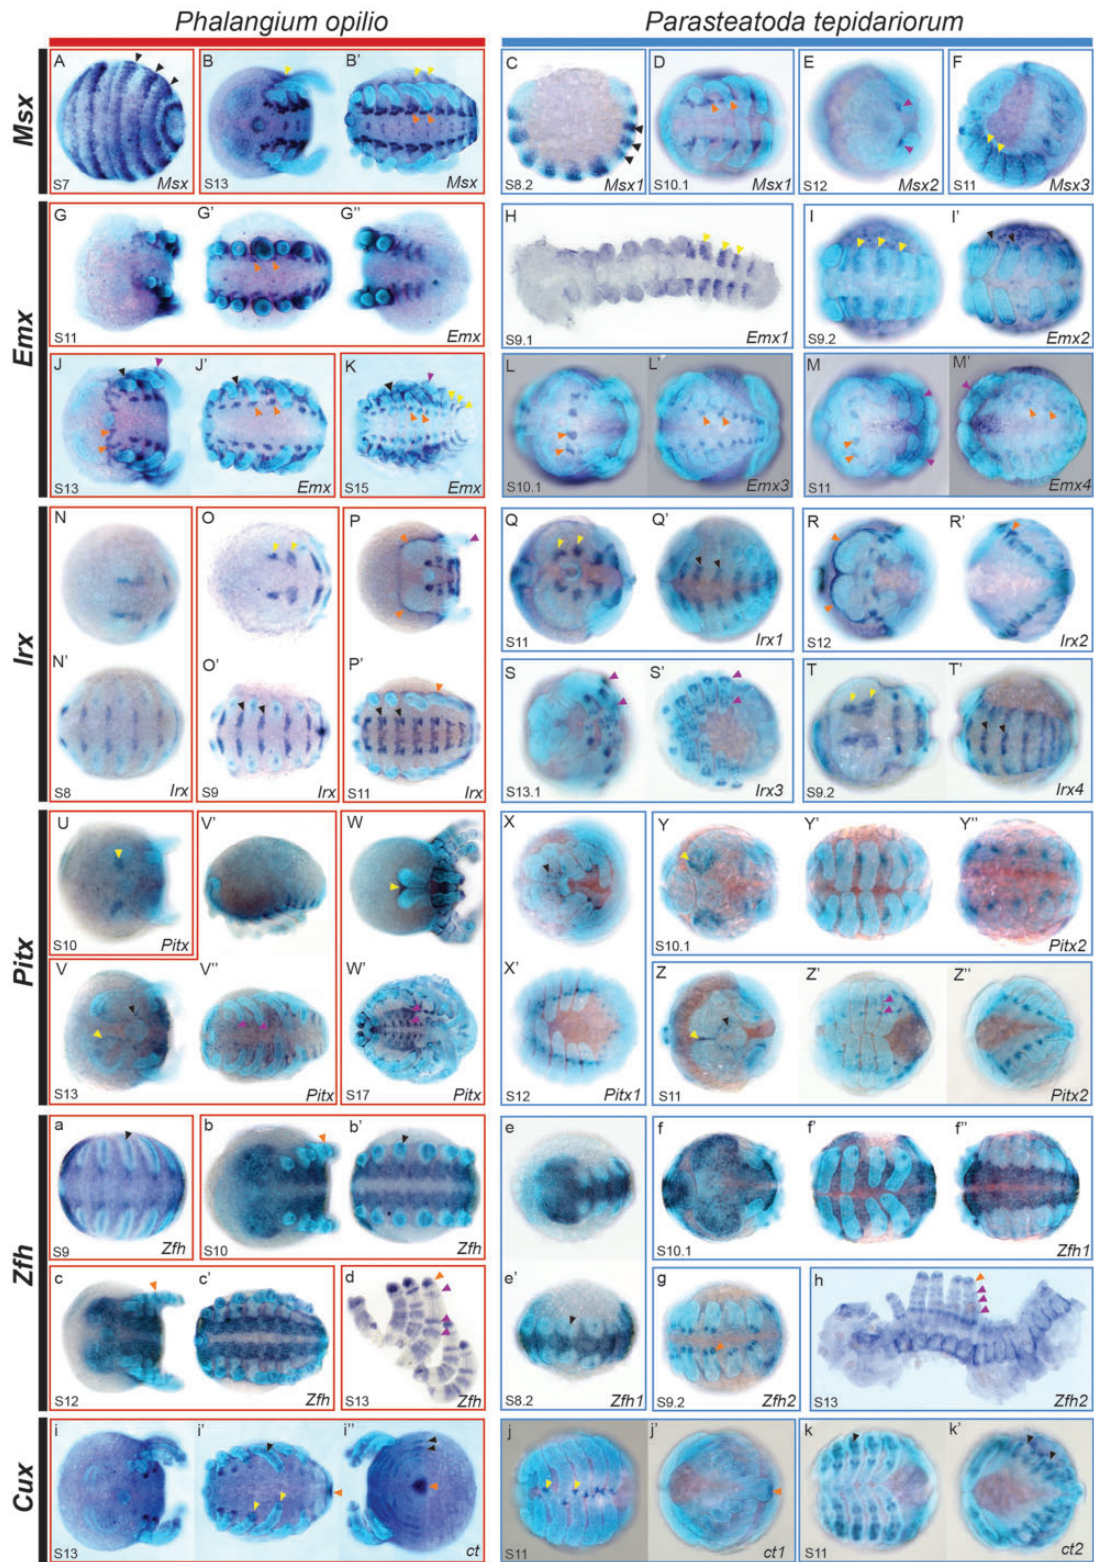 Phalangium opilio Parasteatoda tepidariorum
Msx
A B B' C D E F
S7 Msx S13 Msx S8.2 Msx1 S10.1 Msx1 S12 Msx2 S11 Msx3
Emx
G G' G'' H I I'
S11 Emx S9.1 Emx1 S9.2 Emx2
J J' K L L' M M'
S13 Emx S15 Emx S10.1 Emx3 S11 Emx4
Irx
N O P Q Q' R R'
S11 Irx1 S12 Irx2
N' O' P' S S' T T'
S8 Irx S9 Irx S11 Irx S13.1 Irx3 S9.2 Irx4
Pitx
U V' W X Y Y' Y''
S10 Pitx S10.1 Pitx2
V V'' W' X' Z Z' Z''
S13 Pitx S17 Pitx S12 Pitx1 S11 Pitx2
Zfh
a b b' e f f' f''
S9 Zfh S10 Zfh S10.1 Zfh1
c c' d e' g h
S12 Zfh S13 Zfh S8.2 Zfh1 S9.2 Zfh2 S13 Zfh2
Cux
i i' i'' j j' k k'
S13 ct S11 ct1 S11 ct2